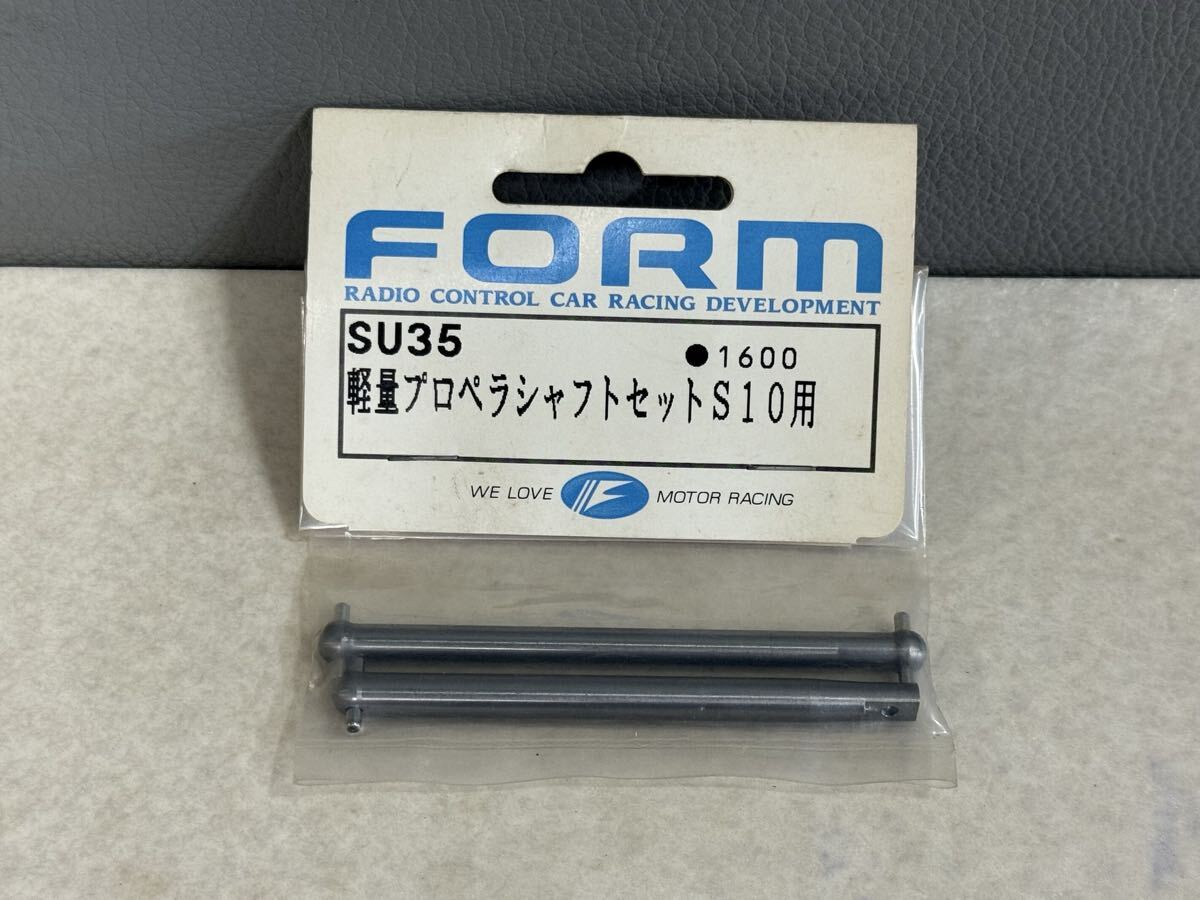 FORM
RADIO CONTROL CAR RACING DEVELOPMENT
SU35 ●1600
軽量プロペラシャフトセットS10用
WE LOVE MOTOR RACING